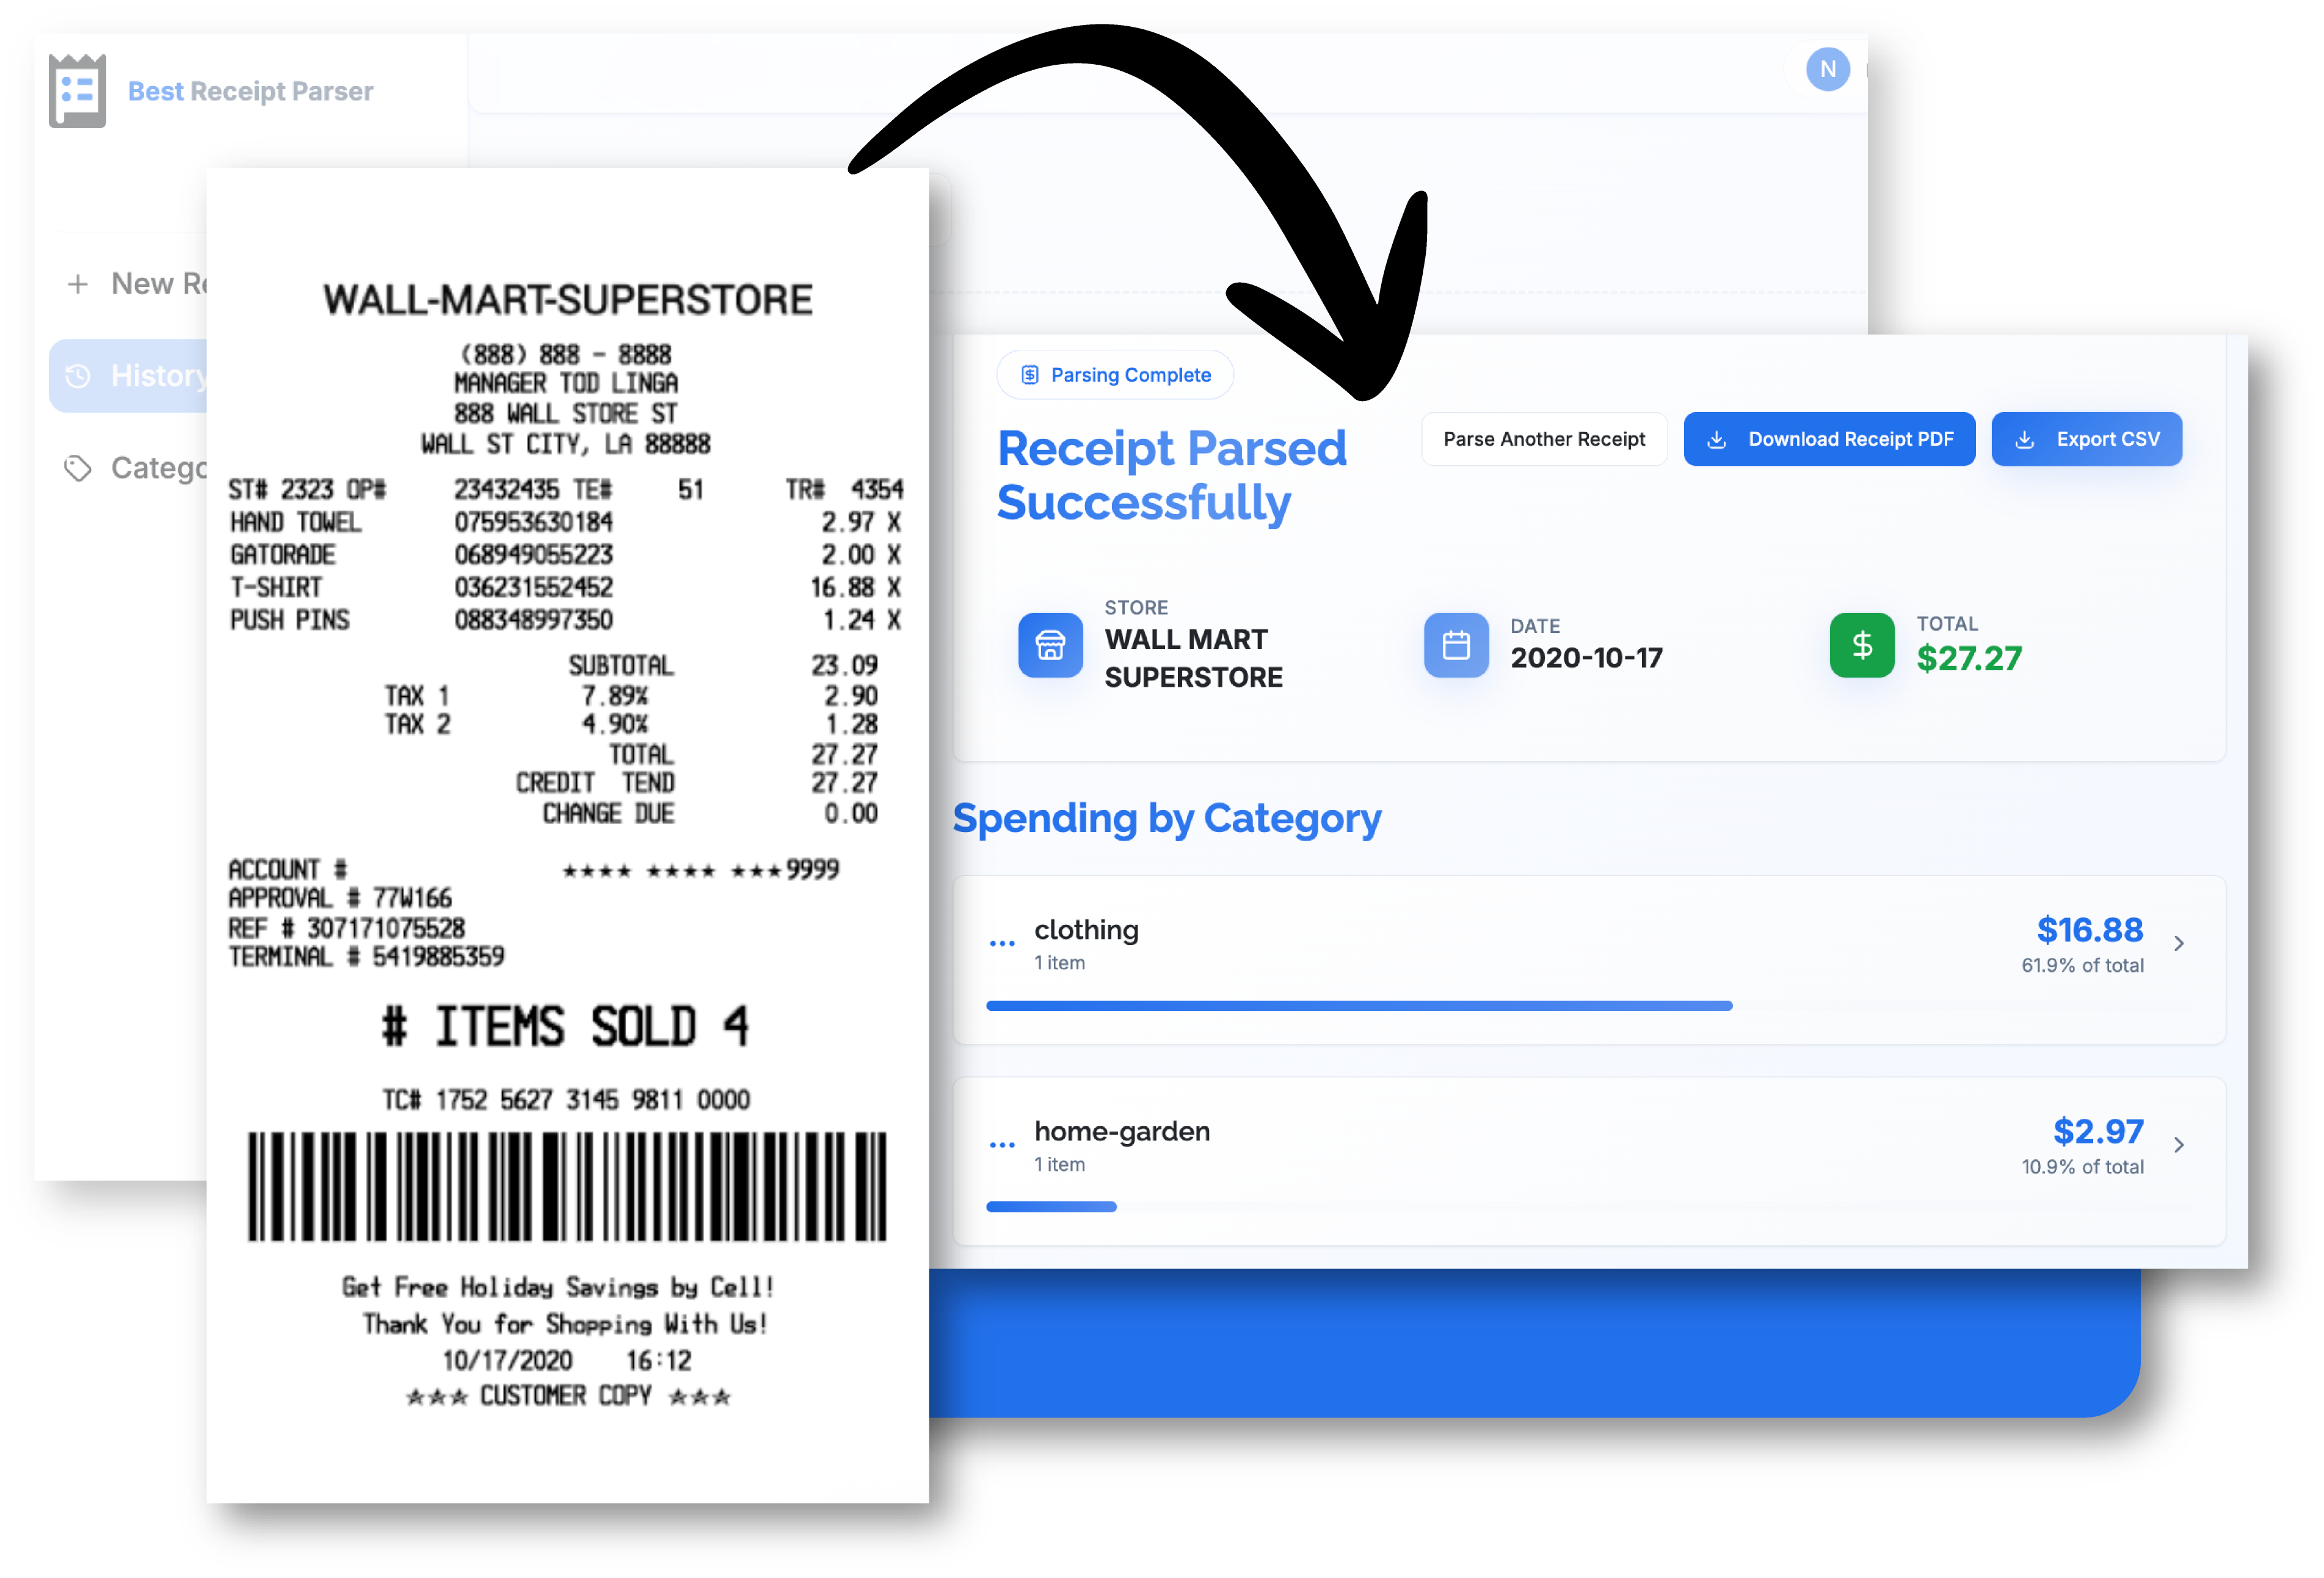 Best Receipt Parser
N
New Re
History
Catego
WALL-MART-SUPERSTORE
(888) 888 - 8888
MANAGER TOD LINGA
888 WALL STORE ST
WALL ST CITY, LA 88888
ST# 2323 OP# 23432435 TE# 51 TR# 4354
HAND TOWEL 075953630184 2.97 X
GATORADE 068949055223 2.00 X
T-SHIRT 036231552452 16.88 X
PUSH PINS 088348997350 1.24 X
SUBTOTAL 23.09
TAX 1 7.89% 2.90
TAX 2 4.90% 1.28
TOTAL 27.27
CREDIT TEND 27.27
CHANGE DUE 0.00
ACCOUNT # ★★★★ ★★★★ ★★★9999
APPROVAL # 77W166
REF # 307171075528
TERMINAL # 5419885359
# ITEMS SOLD 4
TC# 1752 5627 3145 9811 0000
Get Free Holiday Savings by Cell!
Thank You for Shopping With Us!
10/17/2020 16:12
★★★ CUSTOMER COPY ★★★
Parsing Complete
Receipt Parsed
Successfully
Parse Another Receipt
Download Receipt PDF
Export CSV
STORE
WALL MART
SUPERSTORE
DATE
2020-10-17
TOTAL
$27.27
Spending by Category
clothing
1 item
$16.88
61.9% of total
home-garden
1 item
$2.97
10.9% of total